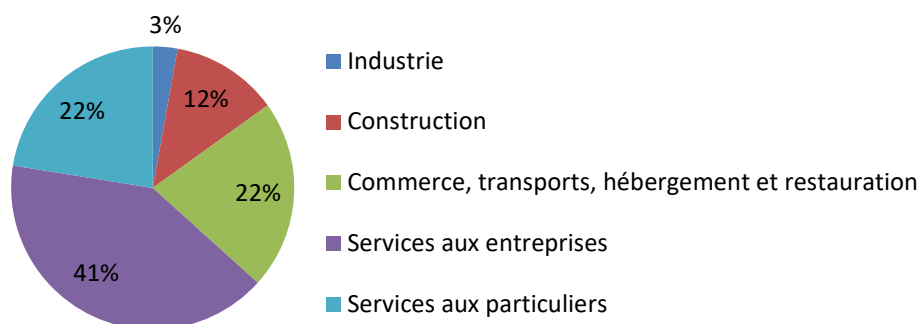 3%
12%
22%
22%
41%
Industrie
Construction
Commerce, transports, hébergement et restauration
Services aux entreprises
Services aux particuliers